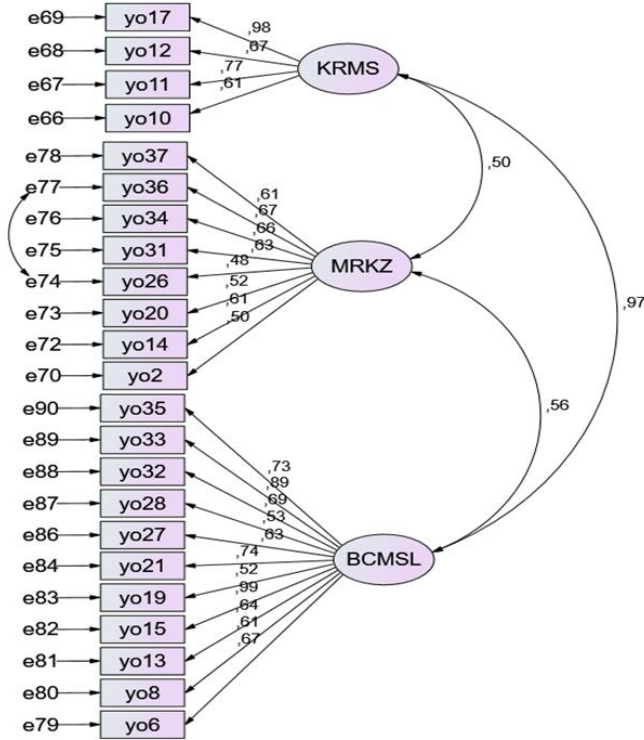 e69 yo17
,98
e68 yo12
,67
KRMS
e67 yo11
,77
e66 yo10
,61
e78 yo37
,50
e77 yo36
,61
,67
e76 yo34
,66
e75 yo31
,63
MRKZ
e74 yo26
,48
,52
e73 yo20
,61
,97
e72 yo14
,50
e70 yo2
e90 yo35
,56
e89 yo33
e88 yo32
,73
,89
e87 yo28
,69
,53
e86 yo27
,63
e84 yo21
,74
BCMSL
,52
e83 yo19
,99
e82 yo15
,64
,61
e81 yo13
,67
e80 yo8
e79 yo6